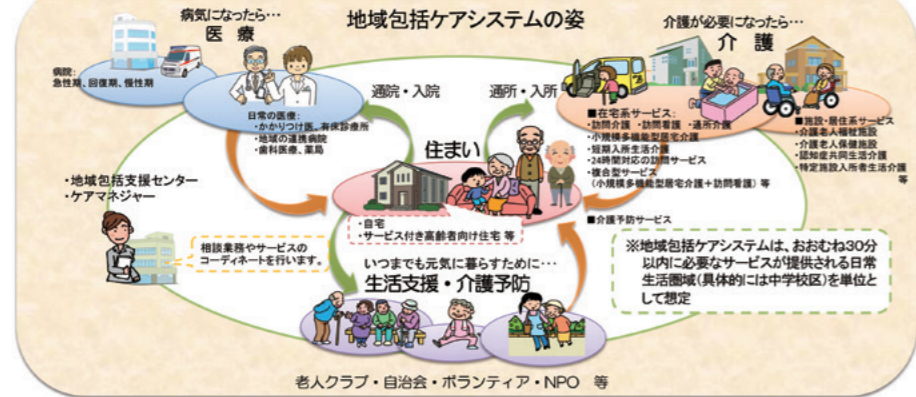 地域包括ケアシステムの姿
病気になったら…
医療
病院:
急性期、回復期、慢性期
日常の医療:
・かかりつけ医、有床診療所
・地域の連携病院
・歯科医療、薬局
通院・入院
通所・入所
介護が必要になったら…
介護
■在宅系サービス:
・訪問介護 ・訪問看護 ・通所介護
・小規模多機能型居宅介護
・短期入所生活介護
・24時間対応の訪問サービス
・複合型サービス
(小規模多機能型居宅介護+訪問看護) 等
■施設・居住系サービス
・介護老人福祉施設
・介護老人保健施設
・認知症共同生活介護
・特定施設入所者生活介護
等
■介護予防サービス
住まい
・自宅
・サービス付き高齢者向け住宅 等
・地域包括支援センター
・ケアマネジャー
相談業務やサービスの
コーディネートを行います。
いつまでも元気に暮らすために…
生活支援・介護予防
※地域包括ケアシステムは、おおむね30分
以内に必要なサービスが提供される日常
生活圏域(具体的には中学校区)を単位と
して想定
老人クラブ・自治会・ボランティア・NPO 等